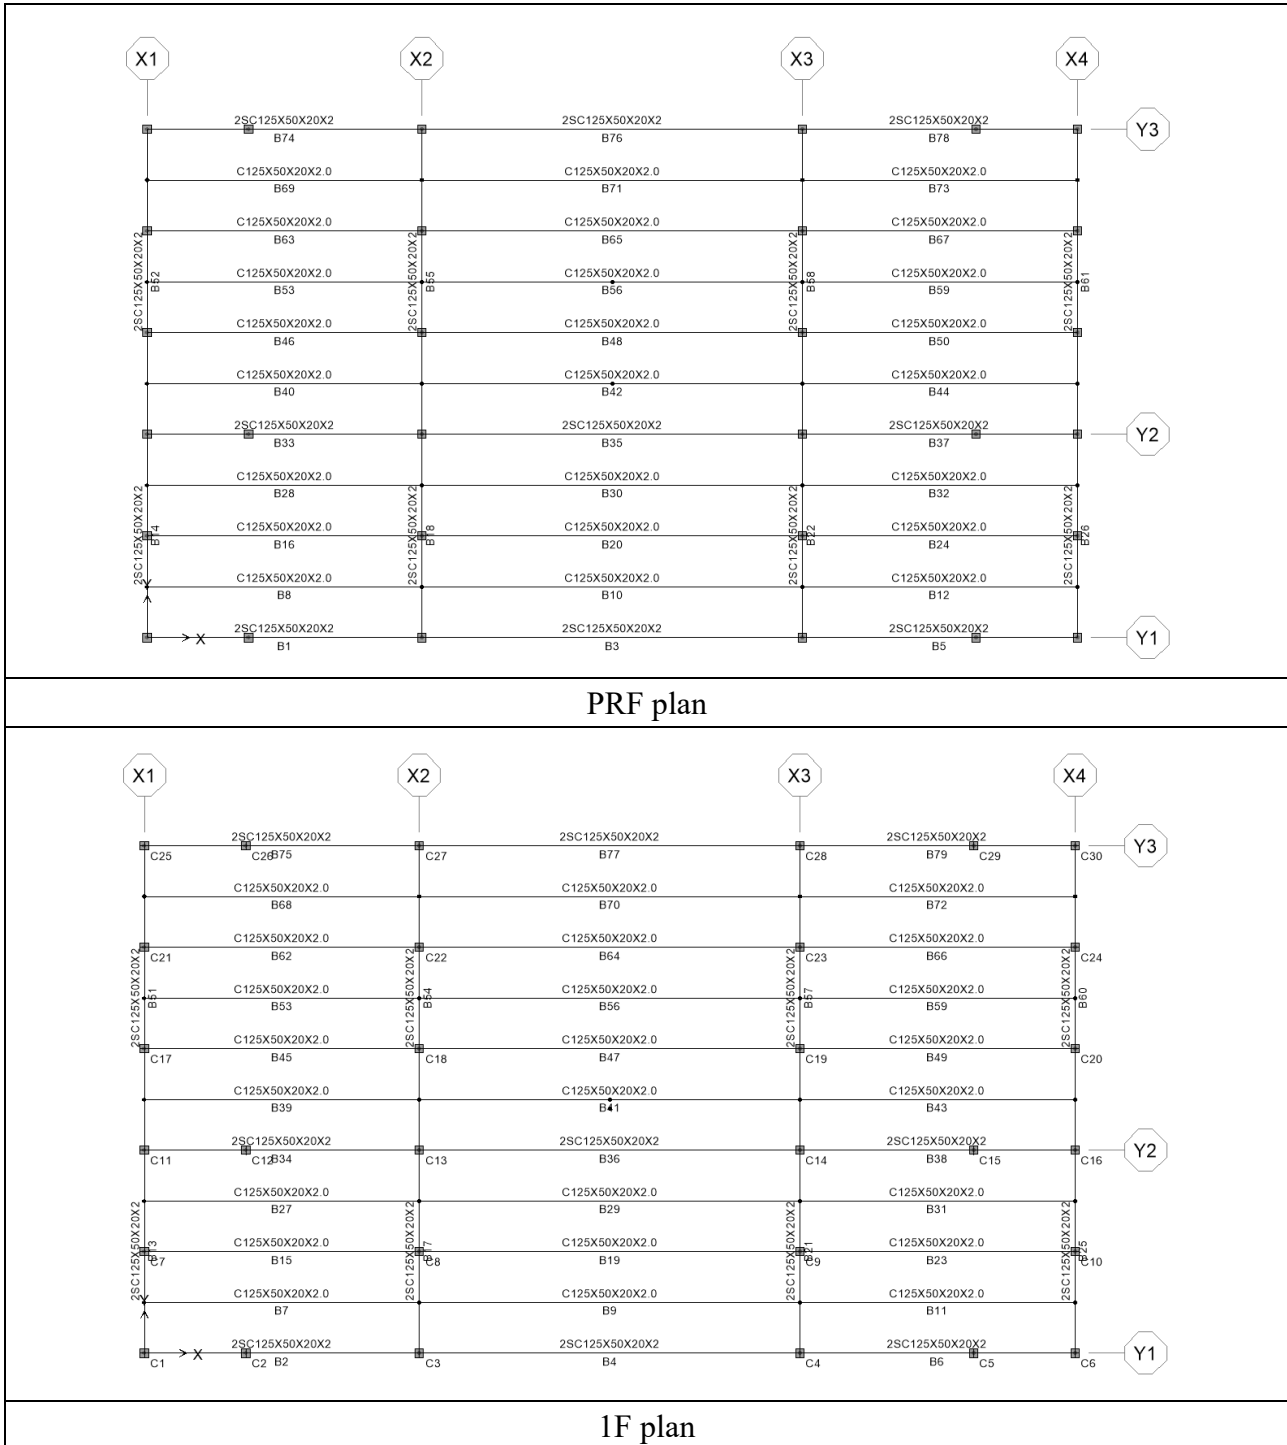 X1 X2 X3 X4
2SC125X50X20X2 2SC125X50X20X2 2SC125X50X20X2
B74 B76 B78 Y3
C125X50X20X2.0 C125X50X20X2.0 C125X50X20X2.0
B69 B71 B73
C125X50X20X2.0 C125X50X20X2.0 C125X50X20X2.0
B63 B65 B67
2SC125X50X20X2 2SC125X50X20X2 2SC125X50X20X2 2SC125X50X20X2
B52 B55 B58 B61
C125X50X20X2.0 C125X50X20X2.0 C125X50X20X2.0
B53 B56 B59
C125X50X20X2.0 C125X50X20X2.0 C125X50X20X2.0
B46 B48 B50
C125X50X20X2.0 C125X50X20X2.0 C125X50X20X2.0
B40 B42 B44
2SC125X50X20X2 2SC125X50X20X2 2SC125X50X20X2
B33 B35 B37 Y2
C125X50X20X2.0 C125X50X20X2.0 C125X50X20X2.0
B28 B30 B32
2SC125X50X20X2 2SC125X50X20X2 2SC125X50X20X2 2SC125X50X20X2
B14 B18 B22 B26
C125X50X20X2.0 C125X50X20X2.0 C125X50X20X2.0
B16 B20 B24
C125X50X20X2.0 C125X50X20X2.0 C125X50X20X2.0
B8 B10 B12
Y
2SC125X50X20X2 2SC125X50X20X2 2SC125X50X20X2
X B1 B3 B5 Y1
PRF plan
X1 X2 X3 X4
2SC125X50X20X2 2SC125X50X20X2 2SC125X50X20X2
C25 C26 B75 C27 B77 C28 B79 C29 C30 Y3
C125X50X20X2.0 C125X50X20X2.0 C125X50X20X2.0
B68 B70 B72
C125X50X20X2.0 C125X50X20X2.0 C125X50X20X2.0
C21 B62 C22 B64 C23 B66 C24
2SC125X50X20X2 2SC125X50X20X2 2SC125X50X20X2 2SC125X50X20X2
B51 B54 B57 B60
C125X50X20X2.0 C125X50X20X2.0 C125X50X20X2.0
B53 B56 B59
C125X50X20X2.0 C125X50X20X2.0 C125X50X20X2.0
C17 B45 C18 B47 C19 B49 C20
C125X50X20X2.0 C125X50X20X2.0 C125X50X20X2.0
B39 B41 B43
2SC125X50X20X2 2SC125X50X20X2 2SC125X50X20X2
C11 C12 B34 C13 B36 C14 B38 C15 C16 Y2
C125X50X20X2.0 C125X50X20X2.0 C125X50X20X2.0
B27 B29 B31
2SC125X50X20X2 2SC125X50X20X2 2SC125X50X20X2 2SC125X50X20X2
B13 B17 B21 B25
C125X50X20X2.0 C125X50X20X2.0 C125X50X20X2.0
C7 B15 C8 B19 C9 B23 C10
C125X50X20X2.0 C125X50X20X2.0 C125X50X20X2.0
B7 B9 B11
Y
2SC125X50X20X2 2SC125X50X20X2 2SC125X50X20X2
C1 X C2 B2 C3 B4 C4 B6 C5 C6 Y1
1F plan